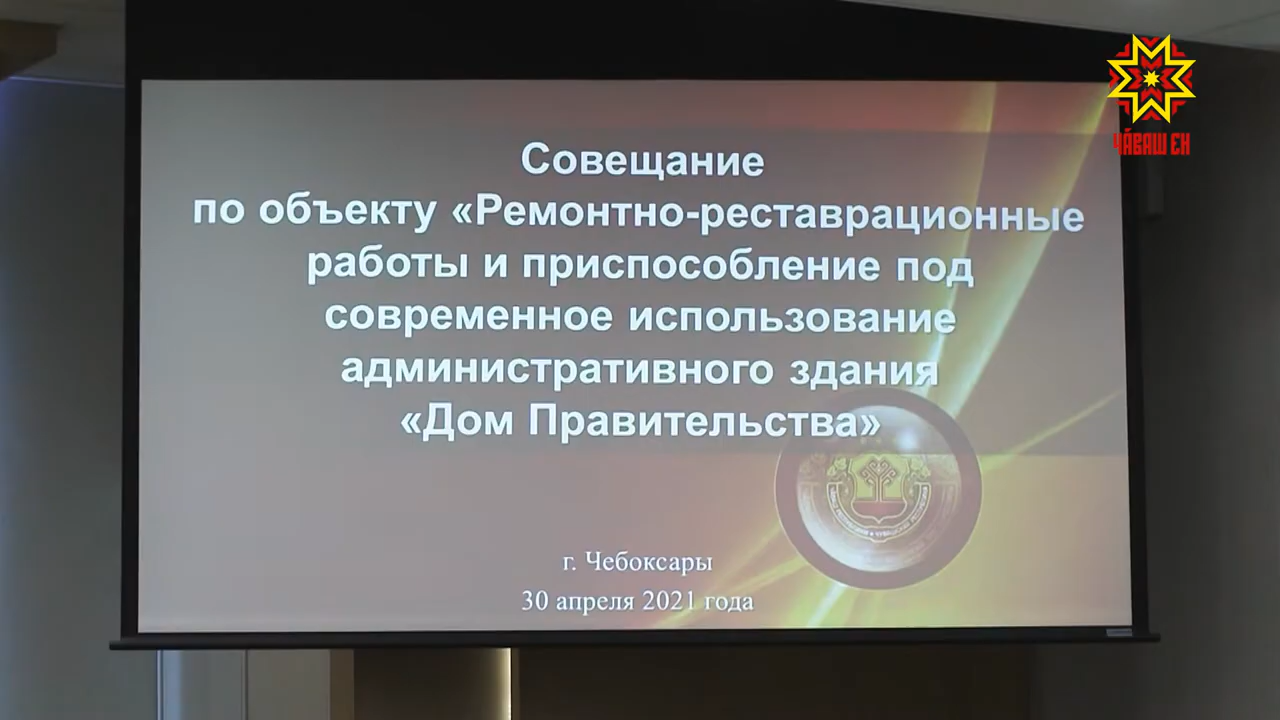 ЧӐВАШ ЕН
Совещание
по объекту «Ремонтно-реставрационные
работы и приспособление под
современное использование
административного здания
«Дом Правительства»
г. Чебоксары
30 апреля 2021 года